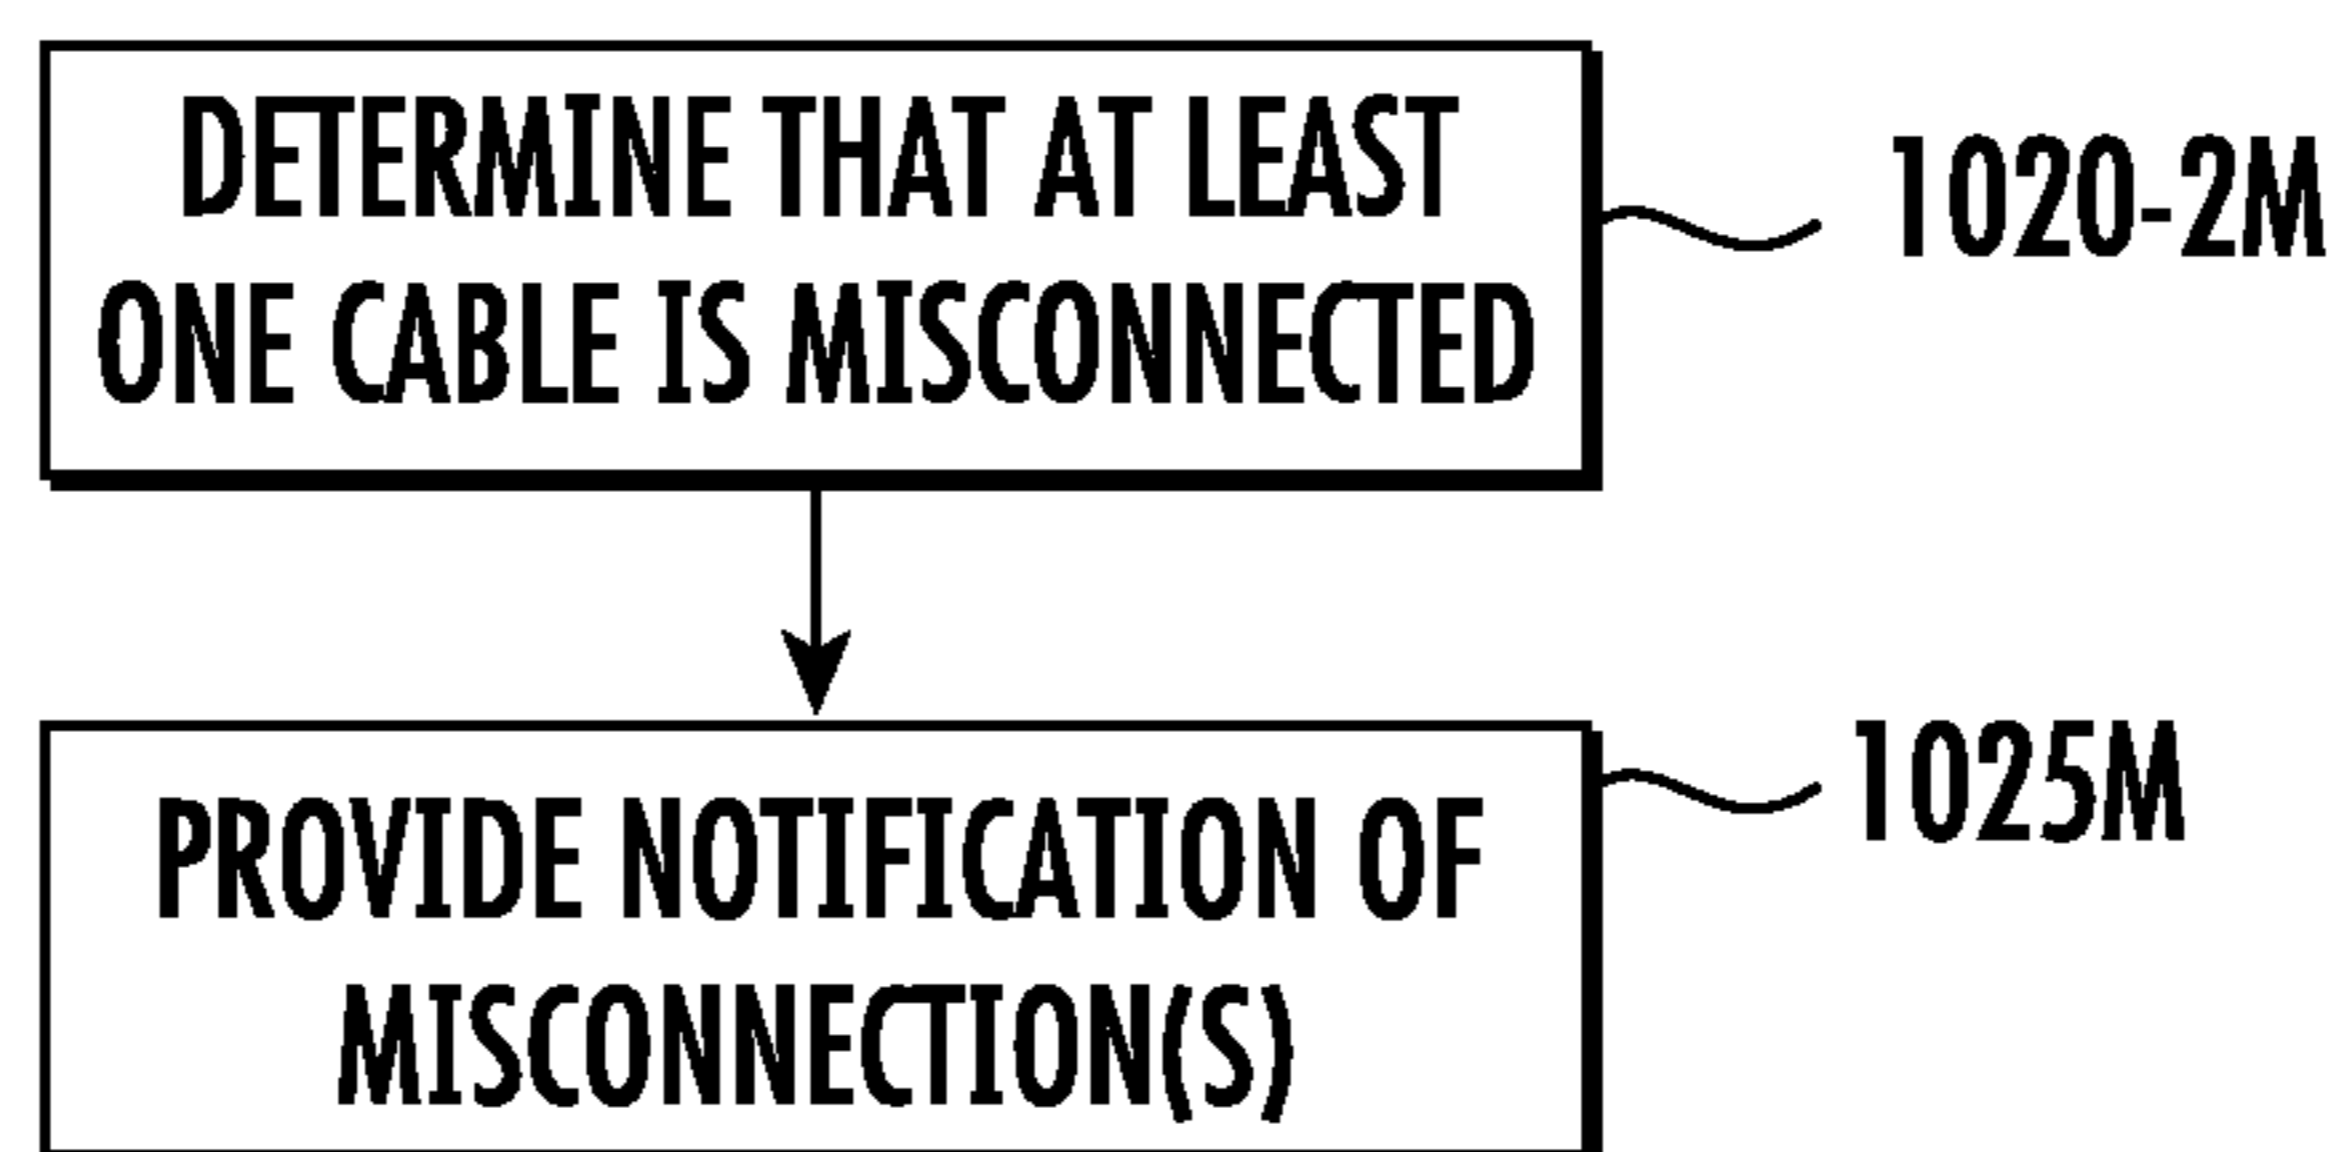 DETERMINE THAT AT LEAST
ONE CABLE IS MISCONNECTED
1020-2M
PROVIDE NOTIFICATION OF
MISCONNECTION(S)
1025M